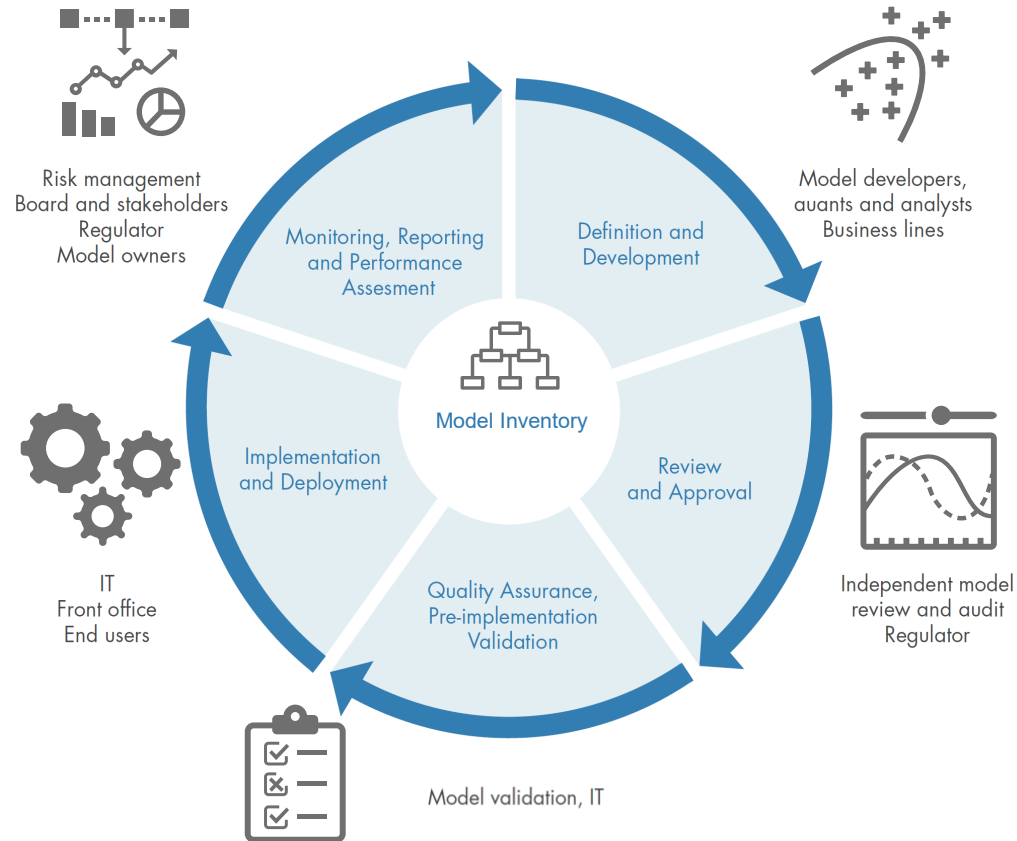 Risk management
Board and stakeholders
Regulator
Model owners
Model developers,
auants and analysts
Business lines
Monitoring, Reporting
and Performance
Assesment
Definition and
Development
Model Inventory
Implementation
and Deployment
Review
and Approval
Quality Assurance,
Pre-implementation
Validation
IT
Front office
End users
Independent model
review and audit
Regulator
Model validation, IT